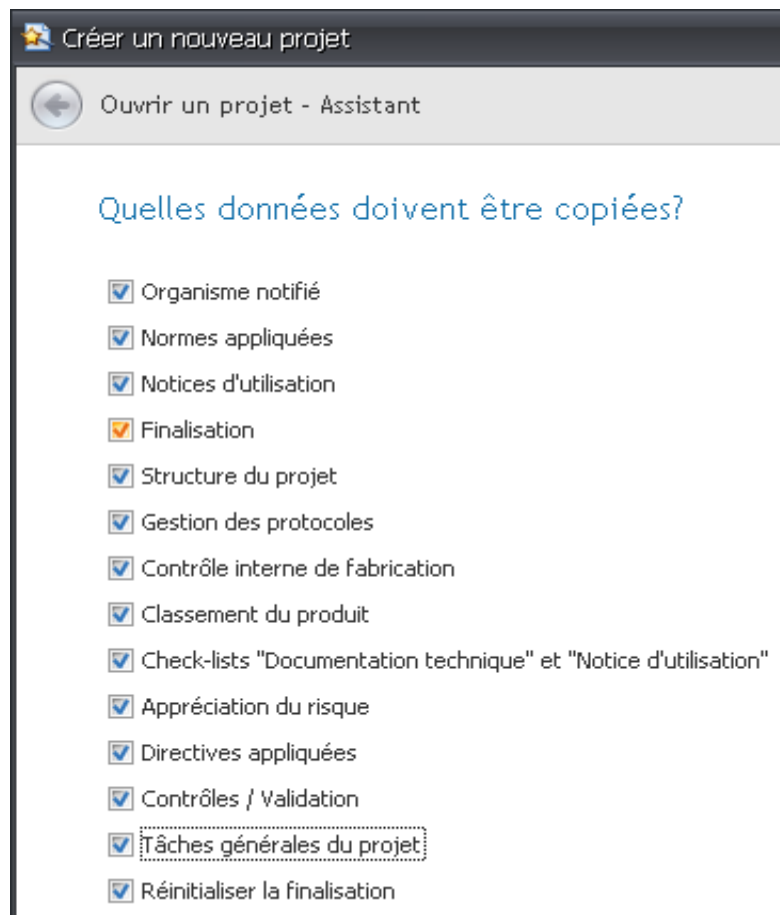 Créer un nouveau projet
Ouvrir un projet - Assistant
Quelles données doivent être copiées?
Organisme notifié
Normes appliquées
Notices d'utilisation
Finalisation
Structure du projet
Gestion des protocoles
Contrôle interne de fabrication
Classement du produit
Check-lists "Documentation technique" et "Notice d'utilisation"
Appréciation du risque
Directives appliquées
Contrôles / Validation
Tâches générales du projet
Réinitialiser la finalisation